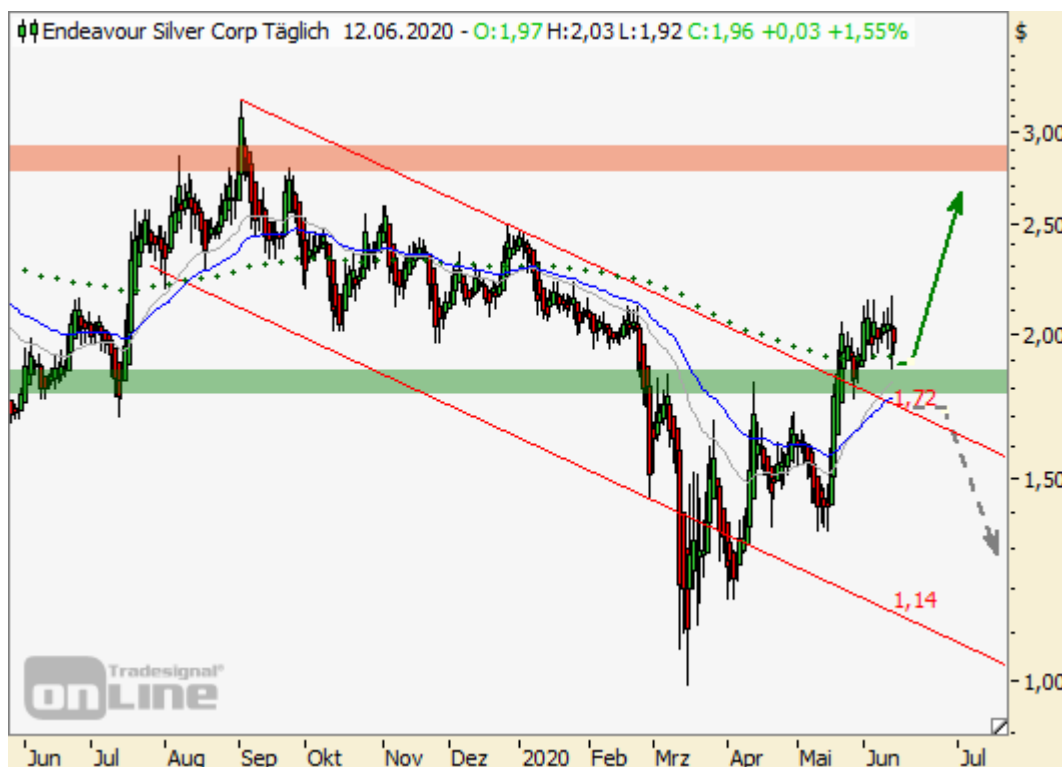 Endeavour Silver Corp Täglich 12.06.2020 - O:1,97 H:2,03 L:1,92 C:1,96 +0,03 +1,55% $
3,00
2,50
2,00
1,72
1,50
1,14
1,00
Tradesignal®
onLine
Jun Jul Aug Sep Okt Nov Dez 2020 Feb Mrz Apr Mai Jun Jul